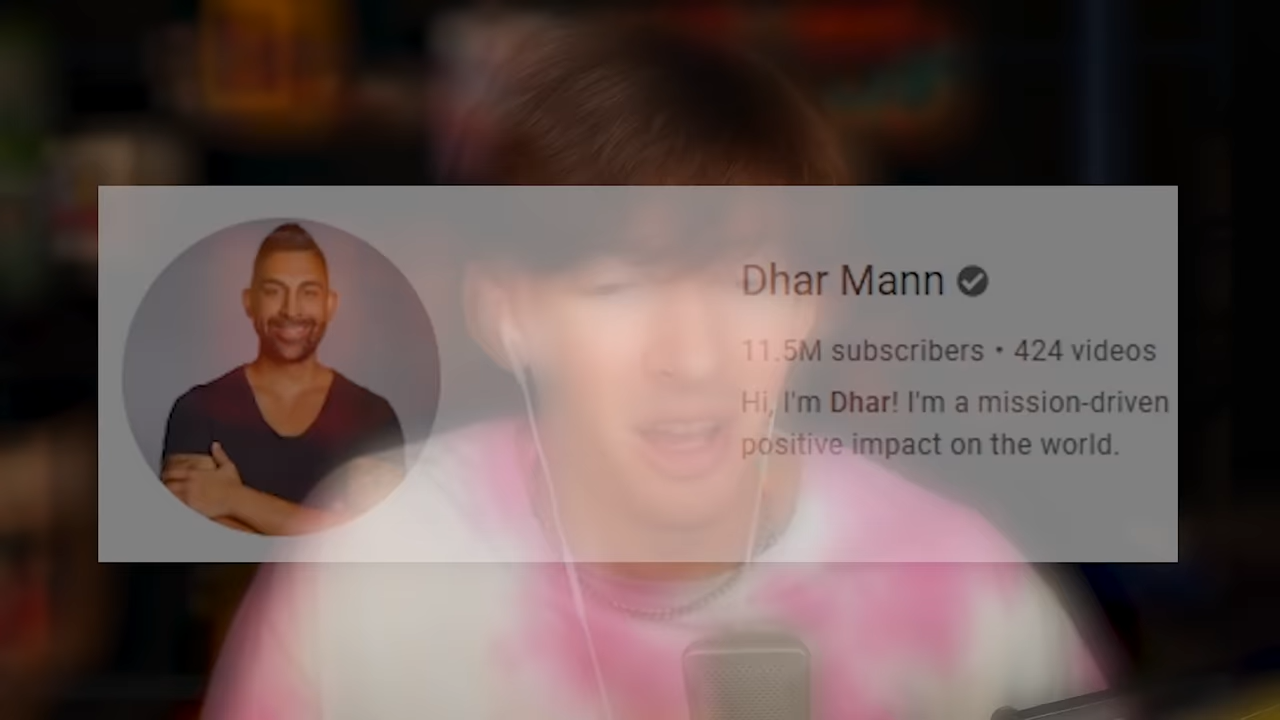 Dhar Mann
11.5M subscribers • 424 videos
Hi, I'm Dhar! I'm a mission-driven
positive impact on the world.